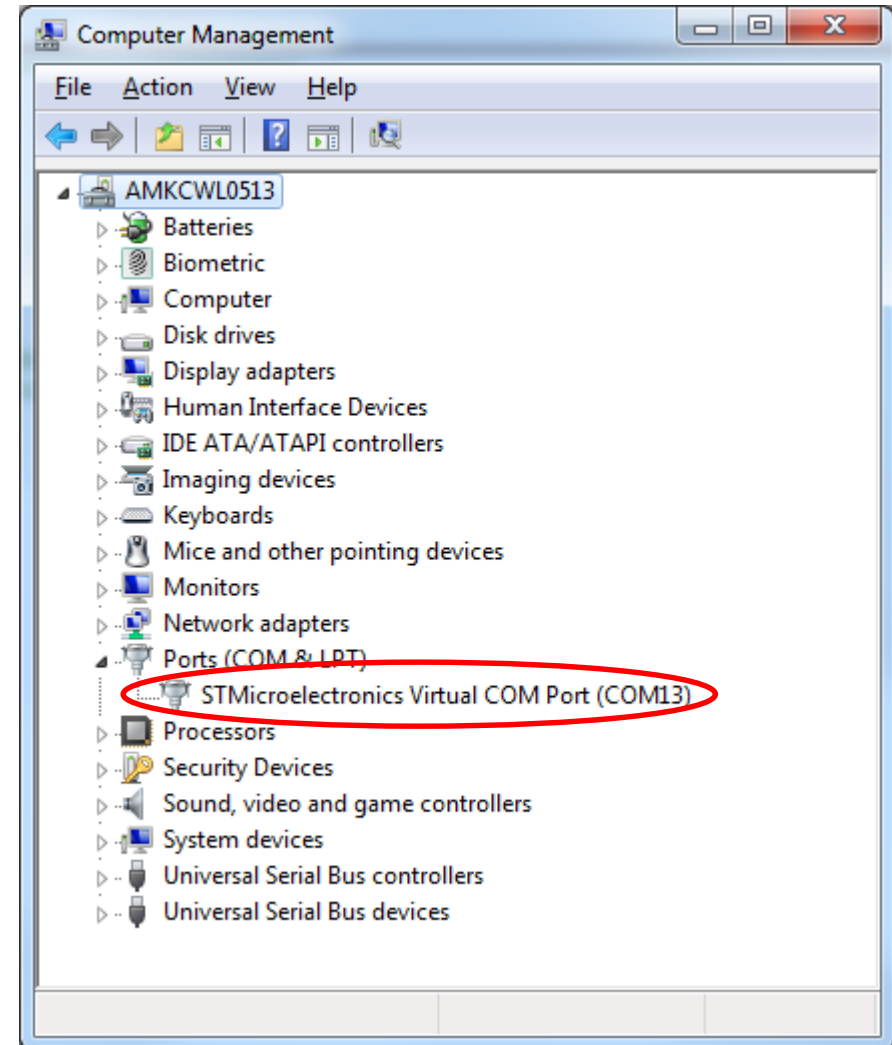 Computer Management
File Action View Help
AMKCWL0513
Batteries
Biometric
Computer
Disk drives
Display adapters
Human Interface Devices
IDE ATA/ATAPI controllers
Imaging devices
Keyboards
Mice and other pointing devices
Monitors
Network adapters
Ports (COM & LPT)
STMicroelectronics Virtual COM Port (COM13)
Processors
Security Devices
Sound, video and game controllers
System devices
Universal Serial Bus controllers
Universal Serial Bus devices